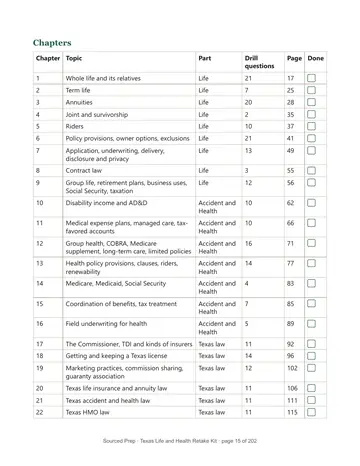 Chapters
Chapter Topic Part Drill questions Page Done
1 Whole life and its relatives Life 21 17
2 Term life Life 7 25
3 Annuities Life 20 28
4 Joint and survivorship Life 2 35
5 Riders Life 10 37
6 Policy provisions, owner options, exclusions Life 21 41
7 Application, underwriting, delivery, disclosure and privacy Life 13 49
8 Contract law Life 3 55
9 Group life, retirement plans, business uses, Social Security, taxation Life 12 56
10 Disability income and AD&D Accident and Health 10 62
11 Medical expense plans, managed care, tax-favored accounts Accident and Health 10 66
12 Group health, COBRA, Medicare supplement, long-term care, limited policies Accident and Health 16 71
13 Health policy provisions, clauses, riders, renewability Accident and Health 14 77
14 Medicare, Medicaid, Social Security Accident and Health 4 83
15 Coordination of benefits, tax treatment Accident and Health 7 85
16 Field underwriting for health Accident and Health 5 89
17 The Commissioner, TDI and kinds of insurers Texas law 11 92
18 Getting and keeping a Texas license Texas law 14 96
19 Marketing practices, commission sharing, guaranty association Texas law 12 102
20 Texas life insurance and annuity law Texas law 11 106
21 Texas accident and health law Texas law 11 111
22 Texas HMO law Texas law 11 115
Sourced Prep · Texas Life and Health Retake Kit · page 15 of 202